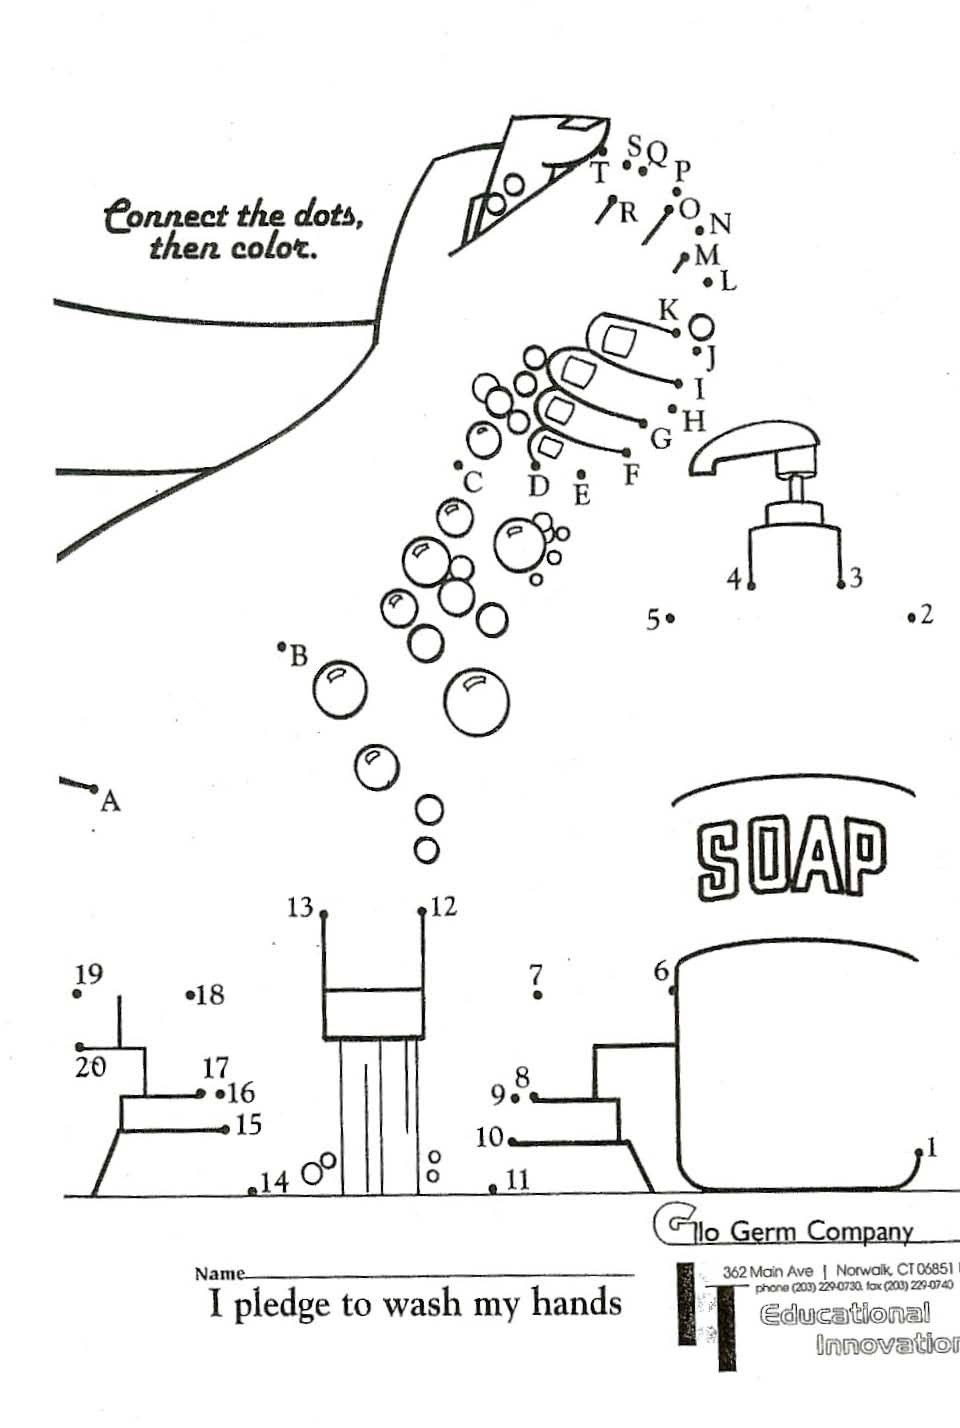 Connect the dots,
then color.
S Q
T P
R O N
M
L
K
J
I
H
G
F
C D E
4 3
5 2
B
A
SOAP
13 12
19
18 7 6
20 17 16 9 8
15 10
14 11 1
Glo Germ Company
362 Main Ave | Norwalk, CT 06851
phone (203) 229-0730. fax (203) 229-0740
Educational
Innovation
Name
I pledge to wash my hands